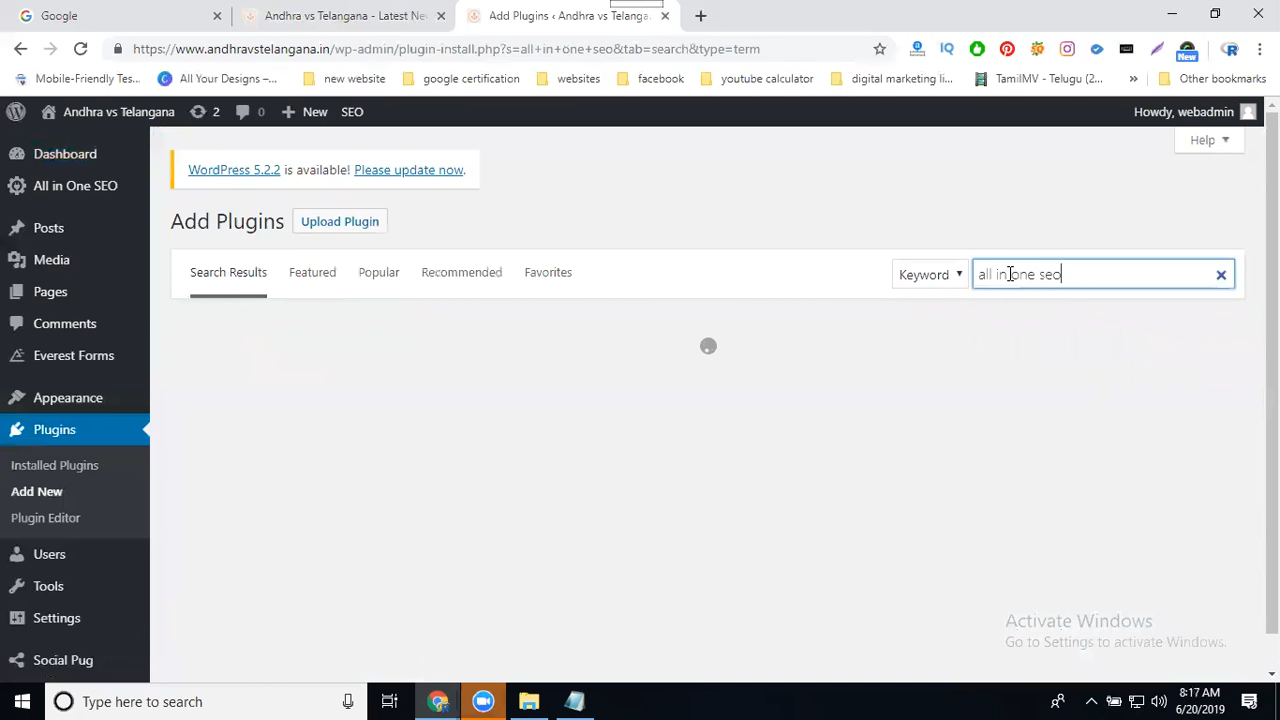 Google
Andhra vs Telangana - Latest Ne
Add Plugins ‹ Andhra vs Telanga
https://www.andhravstelangana.in/wp-admin/plugin-install.php?s=all+in+one+seo&tab=search&type=term
IQ
New
Mobile-Friendly Tes...
All Your Designs –...
new website
google certification
websites
facebook
youtube calculator
digital marketing li...
TamilMV - Telugu (2...
»
Other bookmarks
Andhra vs Telangana
2
0
New
SEO
Howdy, webadmin
Help
Dashboard
All in One SEO
Posts
Media
Pages
Comments
Everest Forms
Appearance
Plugins
Installed Plugins
Add New
Plugin Editor
Users
Tools
Settings
Social Pug
WordPress 5.2.2 is available! Please update now.
Add Plugins
Upload Plugin
Search Results
Featured
Popular
Recommended
Favorites
Keyword
all in one seo
Activate Windows
Go to Settings to activate Windows.
Type here to search
8:17 AM
6/20/2019